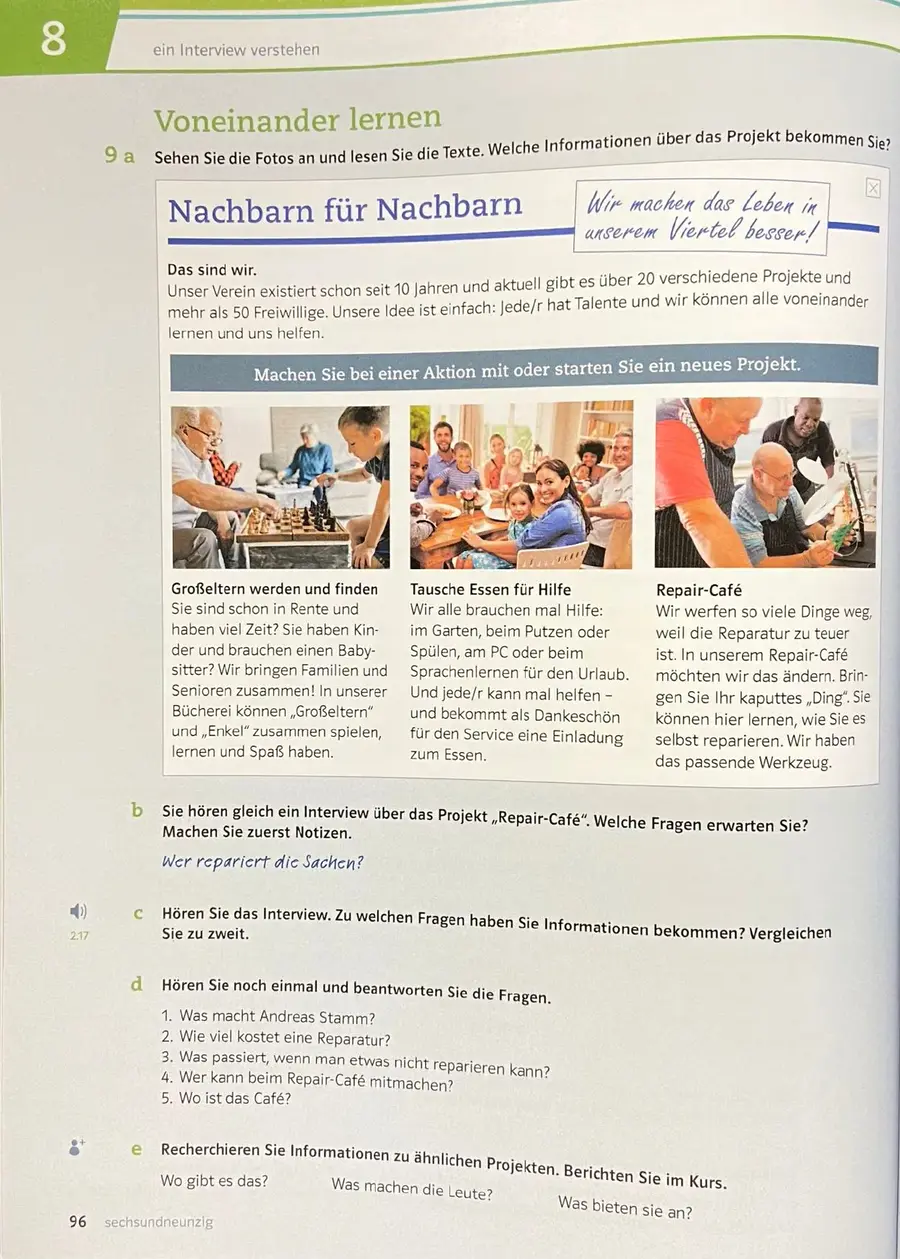 8
ein Interview verstehen
Voneinander lernen
9 a Sehen Sie die Fotos an und lesen Sie die Texte. Welche Informationen über das Projekt bekommen Sie?
Nachbarn für Nachbarn
Wir machen das Leben in
unserem Viertel besser!
Das sind wir.
Unser Verein existiert schon seit 10 Jahren und aktuell gibt es über 20 verschiedene Projekte und
mehr als 50 Freiwillige. Unsere Idee ist einfach: Jede/r hat Talente und wir können alle voneinander
lernen und uns helfen.
Machen Sie bei einer Aktion mit oder starten Sie ein neues Projekt.
Großeltern werden und finden
Sie sind schon in Rente und
haben viel Zeit? Sie haben Kin-
der und brauchen einen Baby-
sitter? Wir bringen Familien und
Senioren zusammen! In unserer
Bücherei können „Großeltern“
und „Enkel“ zusammen spielen,
lernen und Spaß haben.
Tausche Essen für Hilfe
Wir alle brauchen mal Hilfe:
im Garten, beim Putzen oder
Spülen, am PC oder beim
Sprachenlernen für den Urlaub.
Und jede/r kann mal helfen –
und bekommt als Dankeschön
für den Service eine Einladung
zum Essen.
Repair-Café
Wir werfen so viele Dinge weg,
weil die Reparatur zu teuer
ist. In unserem Repair-Café
möchten wir das ändern. Brin-
gen Sie Ihr kaputtes „Ding“. Sie
können hier lernen, wie Sie es
selbst reparieren. Wir haben
das passende Werkzeug.
b Sie hören gleich ein Interview über das Projekt „Repair-Café“. Welche Fragen erwarten Sie?
Machen Sie zuerst Notizen.
Wer repariert die Sachen?
c Hören Sie das Interview. Zu welchen Fragen haben Sie Informationen bekommen? Vergleichen
2.17 Sie zu zweit.
d Hören Sie noch einmal und beantworten Sie die Fragen.
1. Was macht Andreas Stamm?
2. Wie viel kostet eine Reparatur?
3. Was passiert, wenn man etwas nicht reparieren kann?
4. Wer kann beim Repair-Café mitmachen?
5. Wo ist das Café?
e Recherchieren Sie Informationen zu ähnlichen Projekten. Berichten Sie im Kurs.
Wo gibt es das? Was machen die Leute? Was bieten sie an?
96 sechsundneunzig